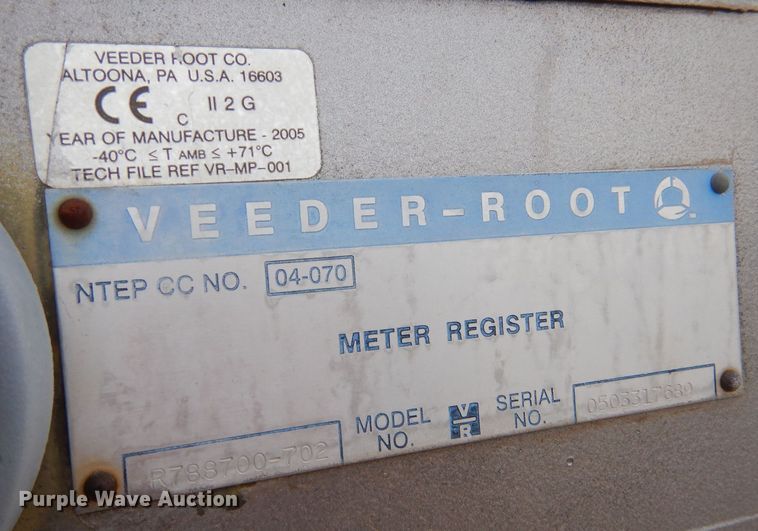 VEEDER ROOT CO.
ALTOONA, PA U.S.A. 16603
CE C II 2 G
YEAR OF MANUFACTURE - 2005
-40°C ≤ T AMB ≤ +71°C
TECH FILE REF VR-MP-001
VEEDER-ROOT
NTEP CC NO. 04-070
METER REGISTER
R788700-702 MODEL NO. V/R SERIAL NO. 0503317680
Purple Wave Auction